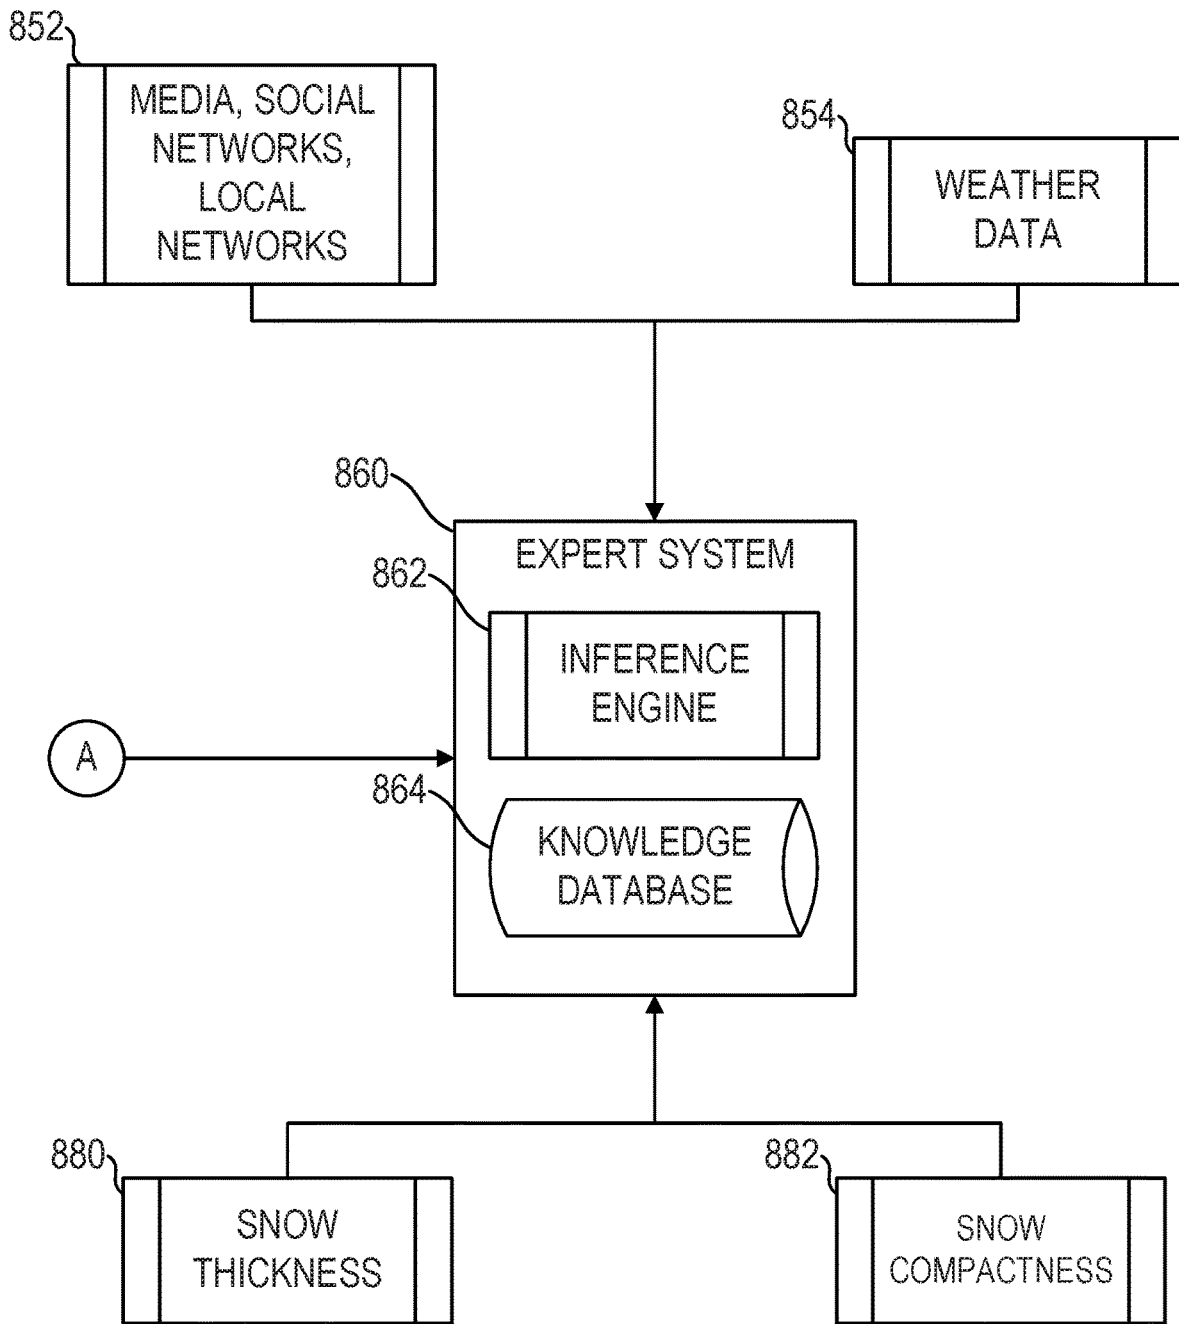 852
MEDIA, SOCIAL
NETWORKS,
LOCAL
NETWORKS
854
WEATHER
DATA
860
EXPERT SYSTEM
862
INFERENCE
ENGINE
A
864
KNOWLEDGE
DATABASE
880
SNOW
THICKNESS
882
SNOW
COMPACTNESS